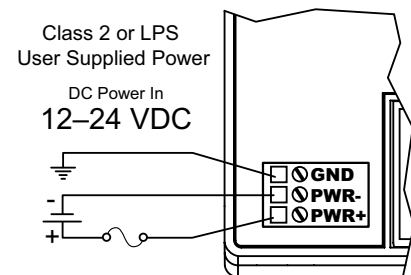 Class 2 or LPS
User Supplied Power
DC Power In
12–24 VDC
GND
PWR-
PWR+
-
+